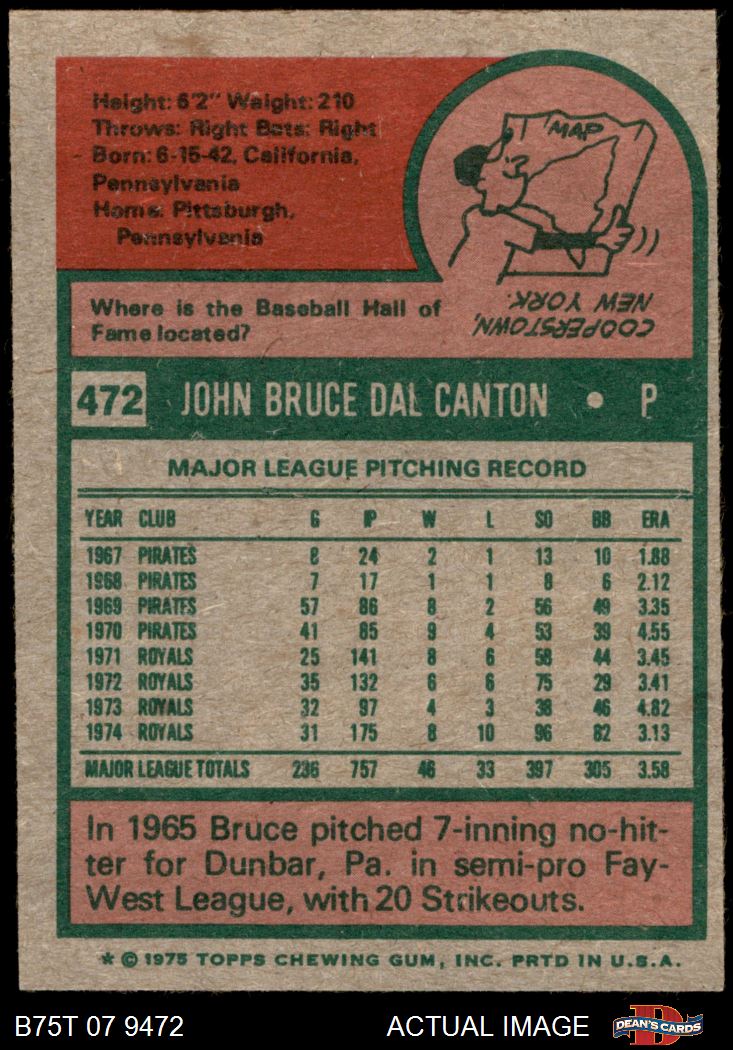 Height: 6'2" Weight: 210
Throws: Right Bats: Right
Born: 6-15-42, California,
Pennsylvania
Home: Pittsburgh,
Pennsylvania
MAP
Where is the Baseball Hall of
Fame located?
COOPERSTOWN,
NEW YORK.
472 JOHN BRUCE DAL CANTON • P
MAJOR LEAGUE PITCHING RECORD
YEAR CLUB G IP W L SO BB ERA
1967 PIRATES 8 24 2 1 13 10 1.88
1968 PIRATES 7 17 1 1 8 6 2.12
1969 PIRATES 57 86 8 2 56 49 3.35
1970 PIRATES 41 85 9 4 53 39 4.55
1971 ROYALS 25 141 8 6 58 44 3.45
1972 ROYALS 35 132 6 6 75 29 3.41
1973 ROYALS 32 97 4 3 38 46 4.82
1974 ROYALS 31 175 8 10 96 82 3.13
MAJOR LEAGUE TOTALS 236 757 46 33 397 305 3.58
In 1965 Bruce pitched 7-inning no-hit-
ter for Dunbar, Pa. in semi-pro Fay-
West League, with 20 Strikeouts.
* © 1975 TOPPS CHEWING GUM, INC. PRTD IN U.S.A.
B75T 07 9472 ACTUAL IMAGE
D
DEAN'S CARDS